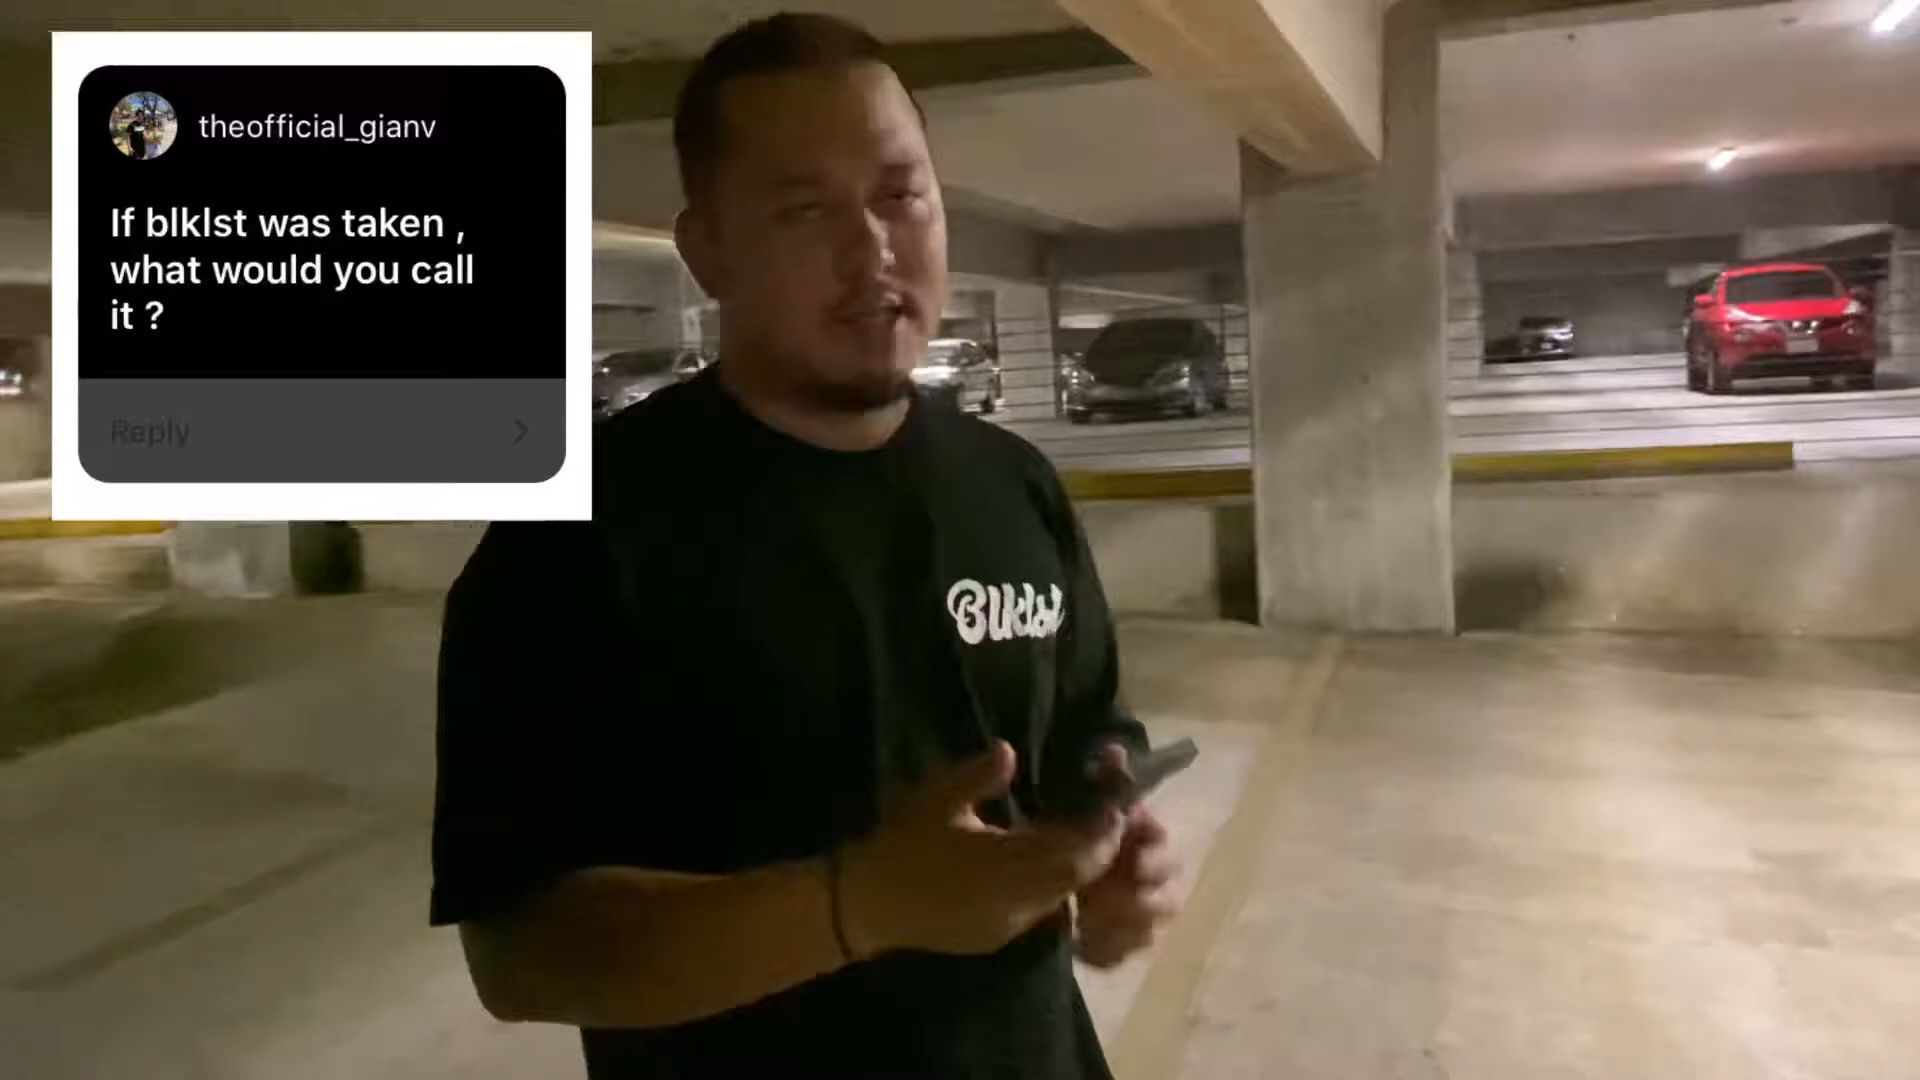 theofficial_gianv
If blklst was taken ,
what would you call
it ?
Reply
Blklst